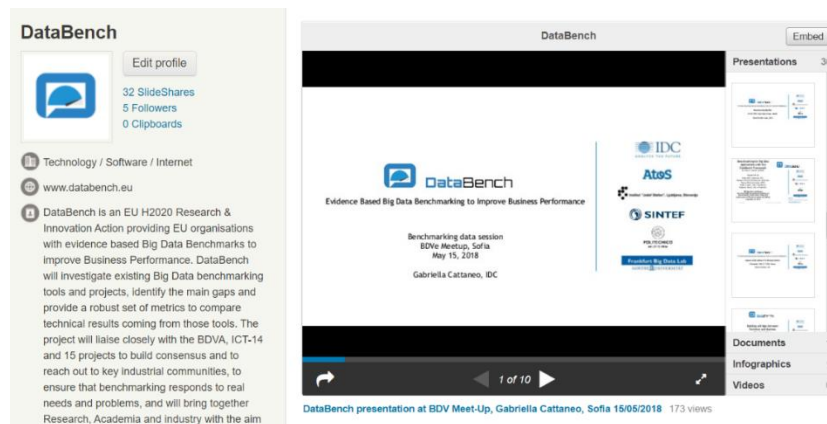 DataBench
Edit profile
32 SlideShares
5 Followers
0 Clipboards
Technology / Software / Internet
www.databench.eu
DataBench is an EU H2020 Research &
Innovation Action providing EU organisations
with evidence based Big Data Benchmarks to
improve Business Performance. DataBench
will investigate existing Big Data benchmarking
tools and projects, identify the main gaps and
provide a robust set of metrics to compare
technical results coming from those tools. The
project will liaise closely with the BDVA, ICT-14
and 15 projects to build consensus and to
reach out to key industrial communities, to
ensure that benchmarking responds to real
needs and problems, and will bring together
Research, Academia and industry with the aim
DataBench
Embed
DataBench
Evidence Based Big Data Benchmarking to Improve Business Performance
Benchmarking data session
BDVe Meetup, Sofia
May 15, 2018
Gabriella Cattaneo, IDC
IDC
Atos
SINTEF
POLITECNICO
Frankfurt Big Data Lab
1 of 10
Presentations
Documents
Infographics
Videos
DataBench presentation at BDV Meet-Up, Gabriella Cattaneo, Sofia 15/05/2018 173 views